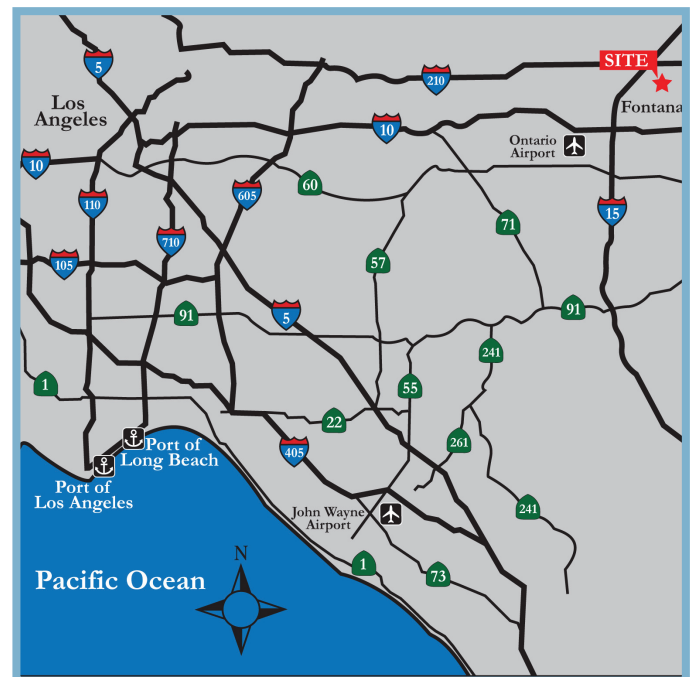 5
SITE
210
Los
Angeles
Fontana
10
Ontario
Airport
10
60
605
110
15
71
710
57
105
91
91
5
241
1
55
22
261
405
Port of
Long Beach
Port of
Los Angeles
241
John Wayne
Airport
N
1
73
Pacific Ocean